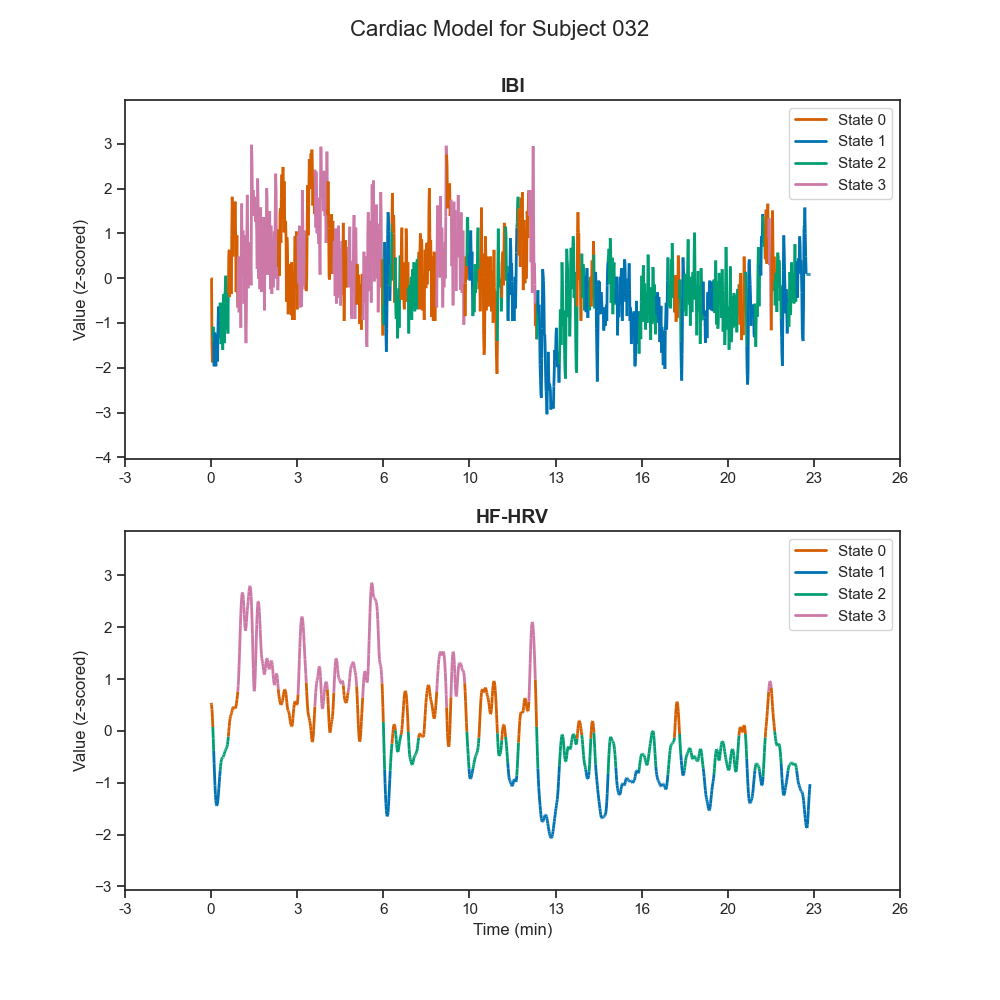 Cardiac Model for Subject 032
IBI
Value (z-scored)
3
2
1
0
−1
−2
−3
−4
State 0
State 1
State 2
State 3
-3 0 3 6 10 13 16 20 23 26
HF-HRV
Value (z-scored)
3
2
1
0
−1
−2
−3
State 0
State 1
State 2
State 3
-3 0 3 6 10 13 16 20 23 26
Time (min)